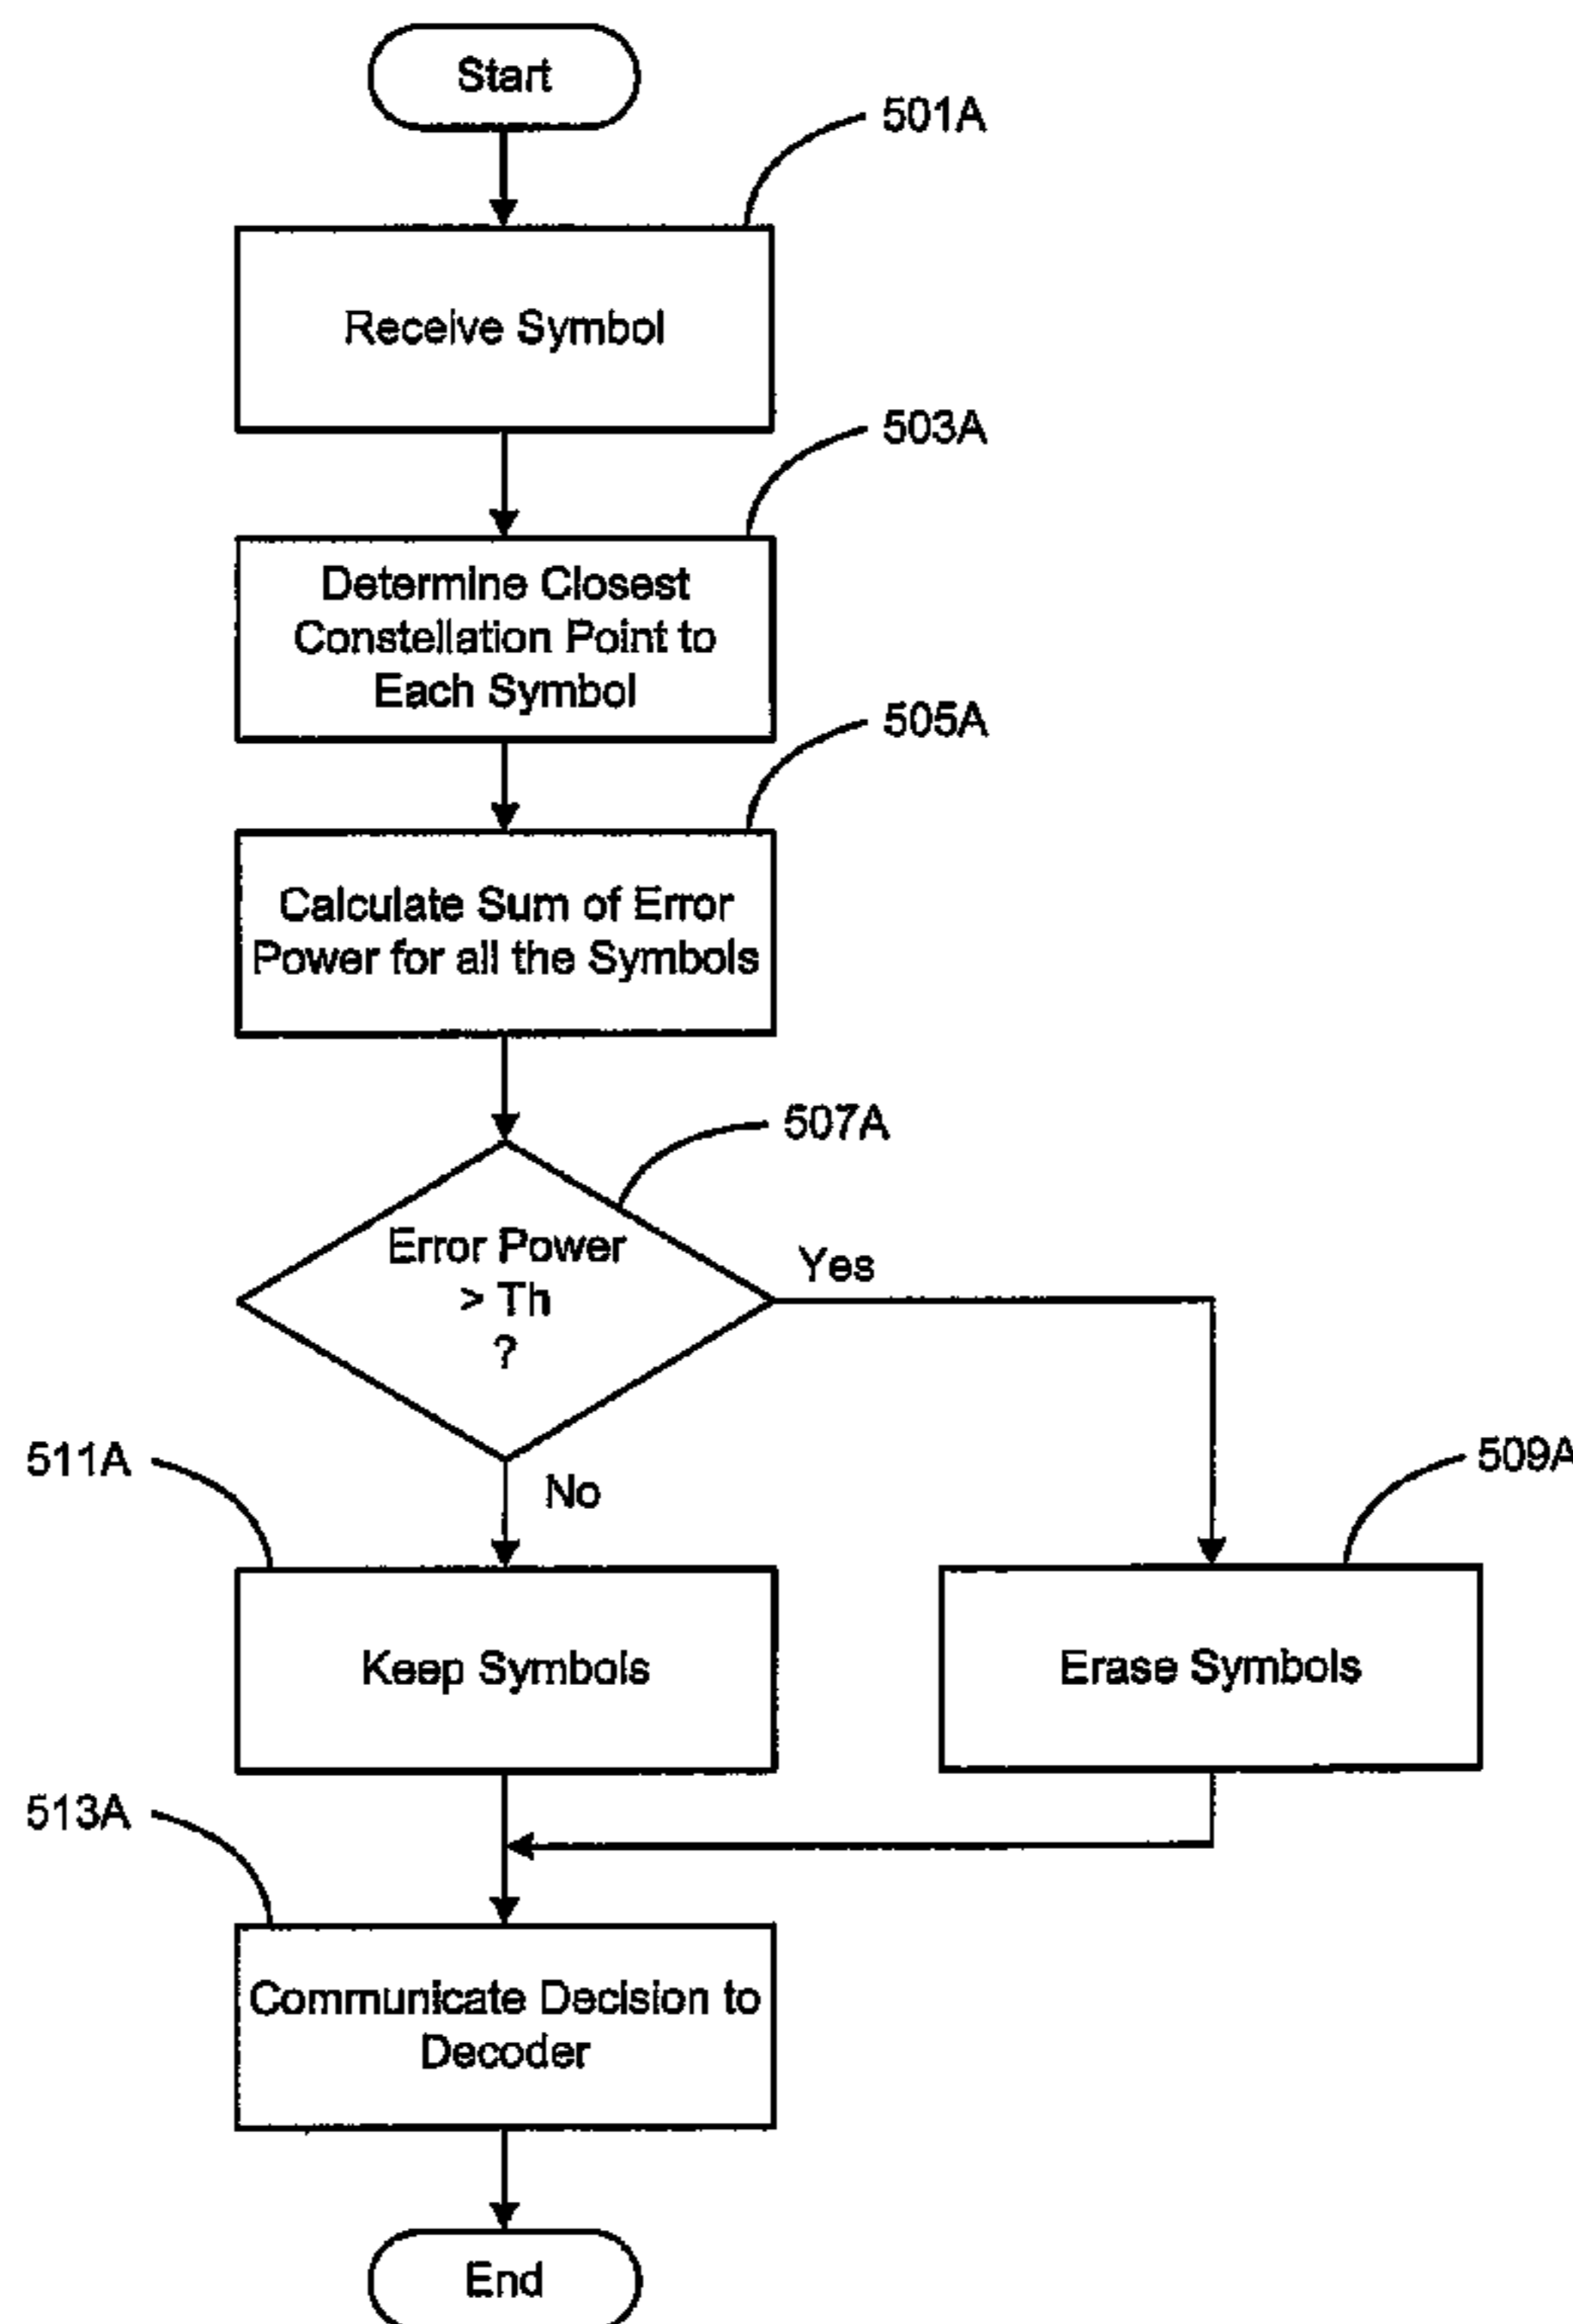 Start
501A
Receive Symbol
503A
Determine Closest
Constellation Point to
Each Symbol
505A
Calculate Sum of Error
Power for all the Symbols
507A
Error Power
> Th
?
Yes
No
511A
509A
Keep Symbols
Erase Symbols
513A
Communicate Decision to
Decoder
End